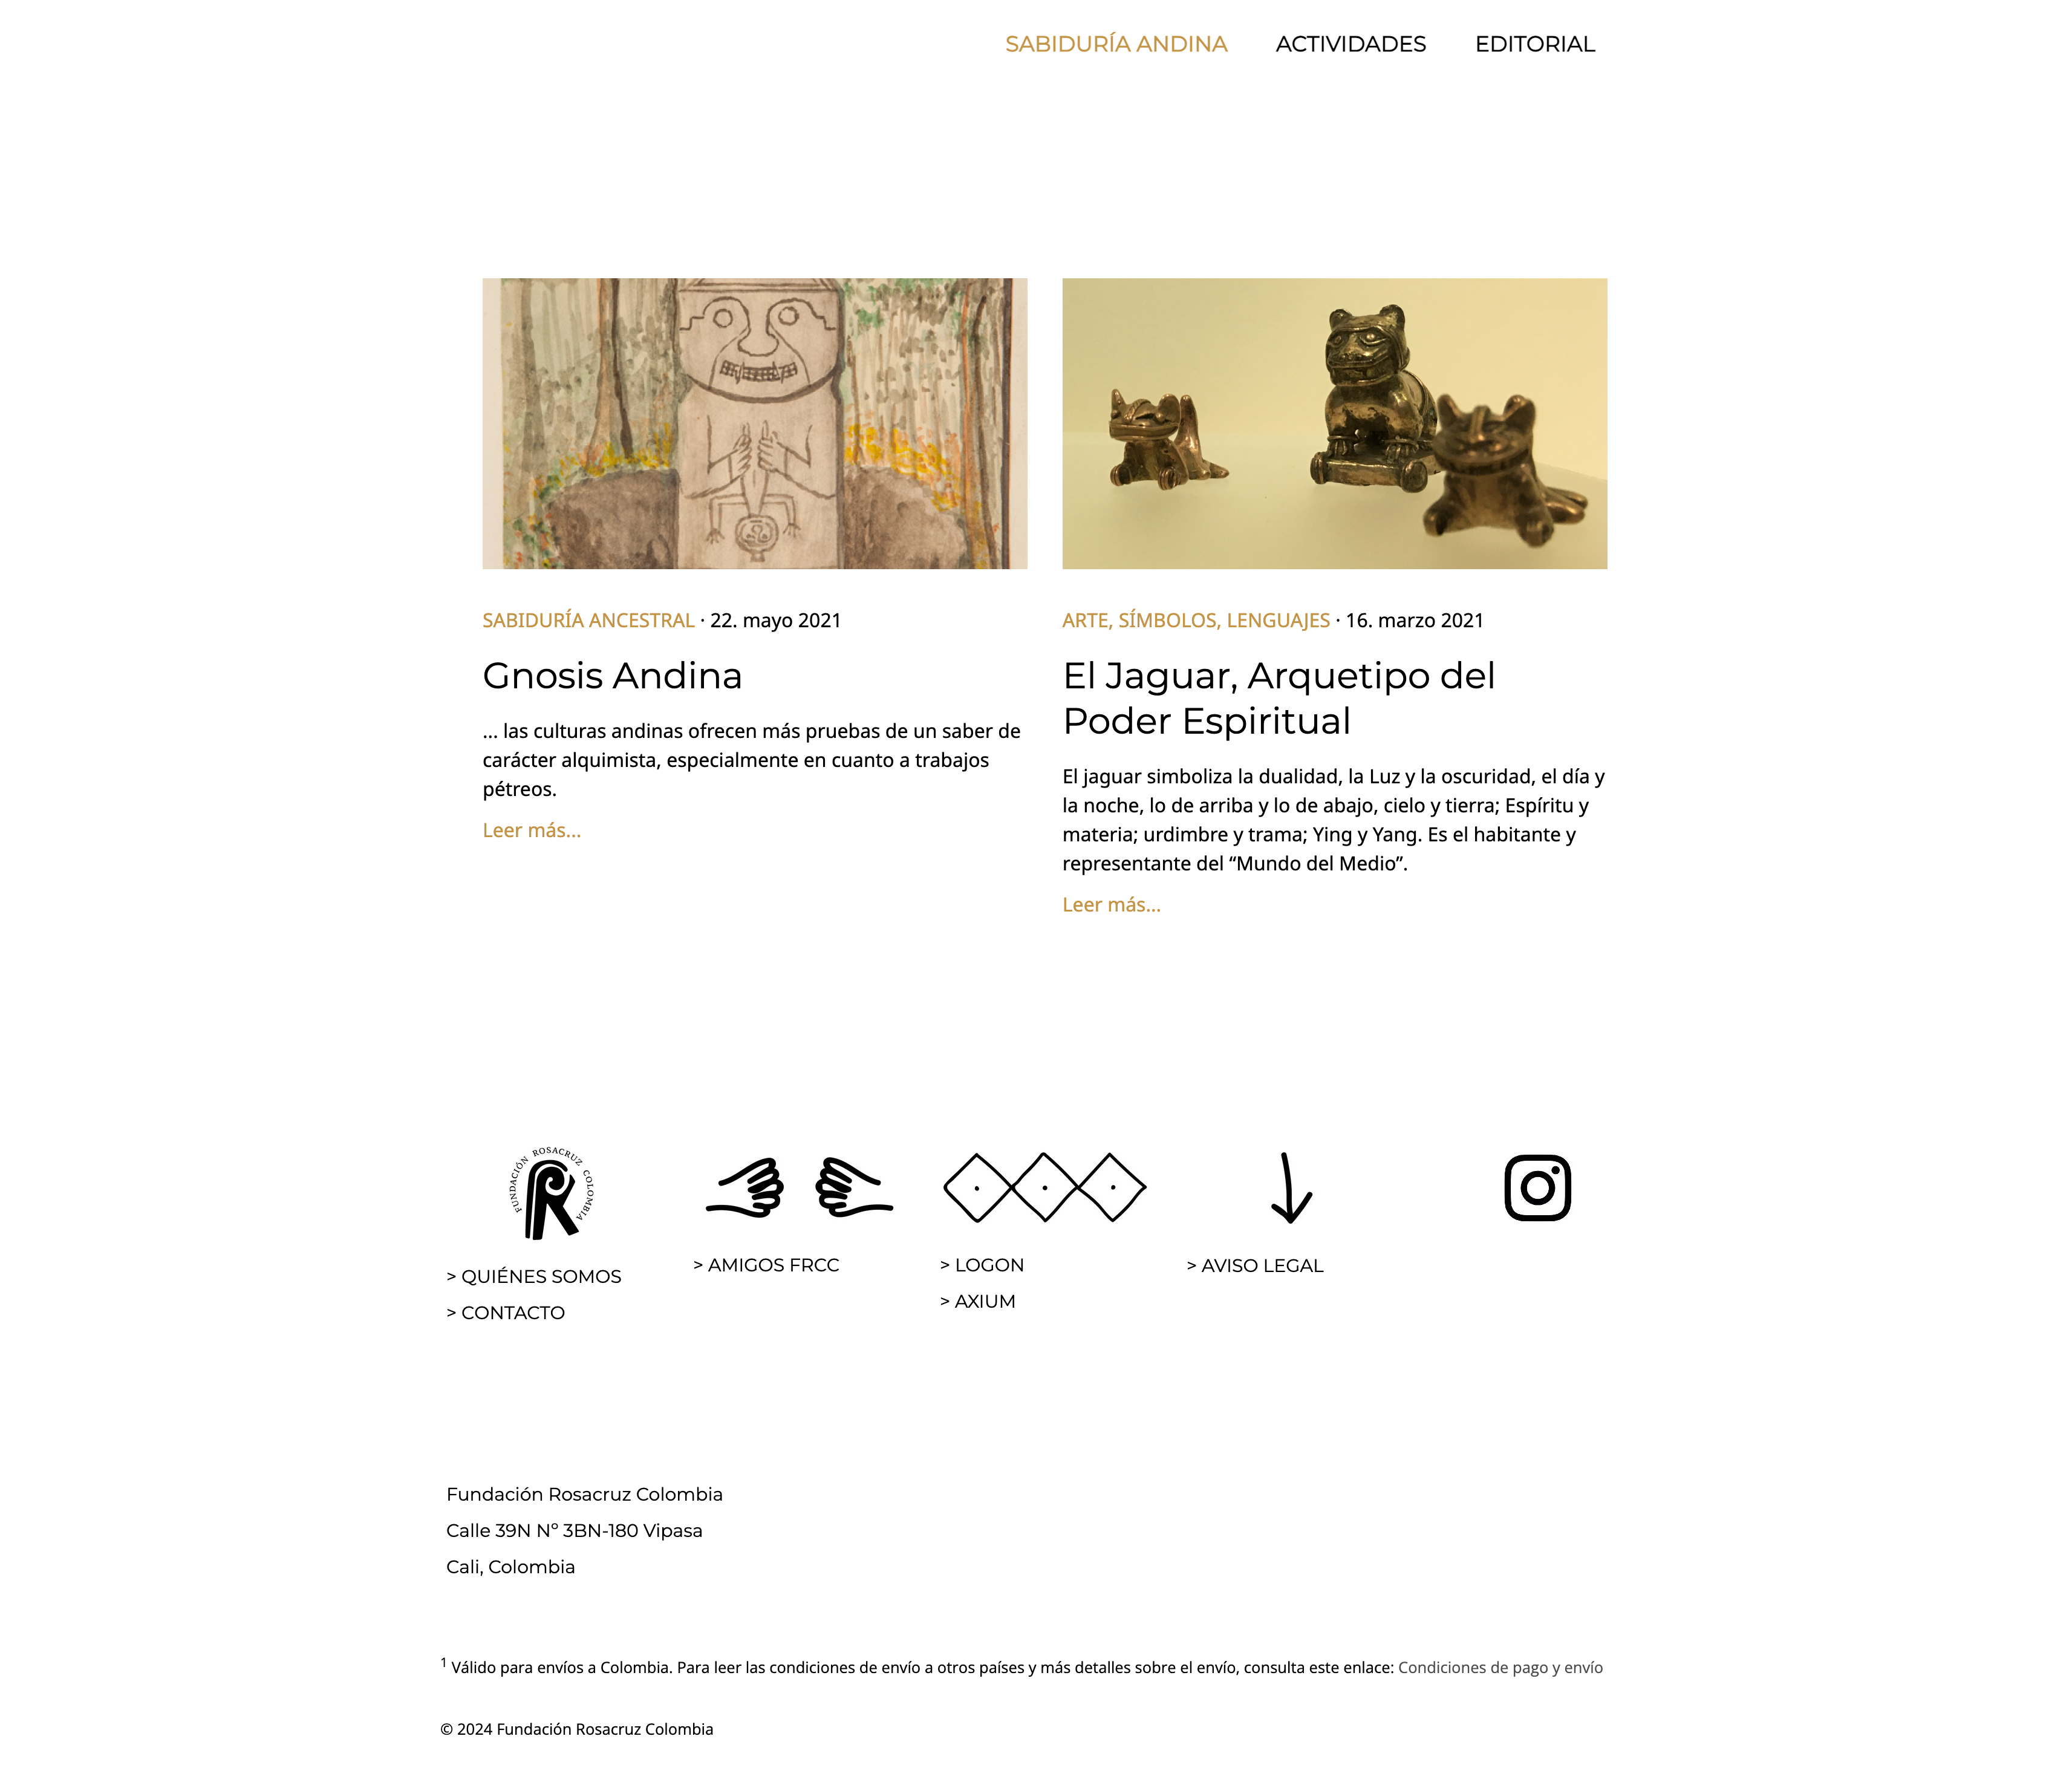 SABIDURÍA ANDINA
ACTIVIDADES
EDITORIAL
SABIDURÍA ANCESTRAL · 22. mayo 2021
Gnosis Andina
... las culturas andinas ofrecen más pruebas de un saber de
carácter alquimista, especialmente en cuanto a trabajos
pétreos.
Leer más...
ARTE, SÍMBOLOS, LENGUAJES · 16. marzo 2021
El Jaguar, Arquetipo del
Poder Espiritual
El jaguar simboliza la dualidad, la Luz y la oscuridad, el día y
la noche, lo de arriba y lo de abajo, cielo y tierra; Espíritu y
materia; urdimbre y trama; Ying y Yang. Es el habitante y
representante del “Mundo del Medio”.
Leer más...
FUNDACIÓN ROSACRUZ COLOMBIA
> QUIÉNES SOMOS
> CONTACTO
> AMIGOS FRCC
> LOGON
> AXIUM
> AVISO LEGAL
Fundación Rosacruz Colombia
Calle 39N Nº 3BN-180 Vipasa
Cali, Colombia
1 Válido para envíos a Colombia. Para leer las condiciones de envío a otros países y más detalles sobre el envío, consulta este enlace: Condiciones de pago y envío
© 2024 Fundación Rosacruz Colombia